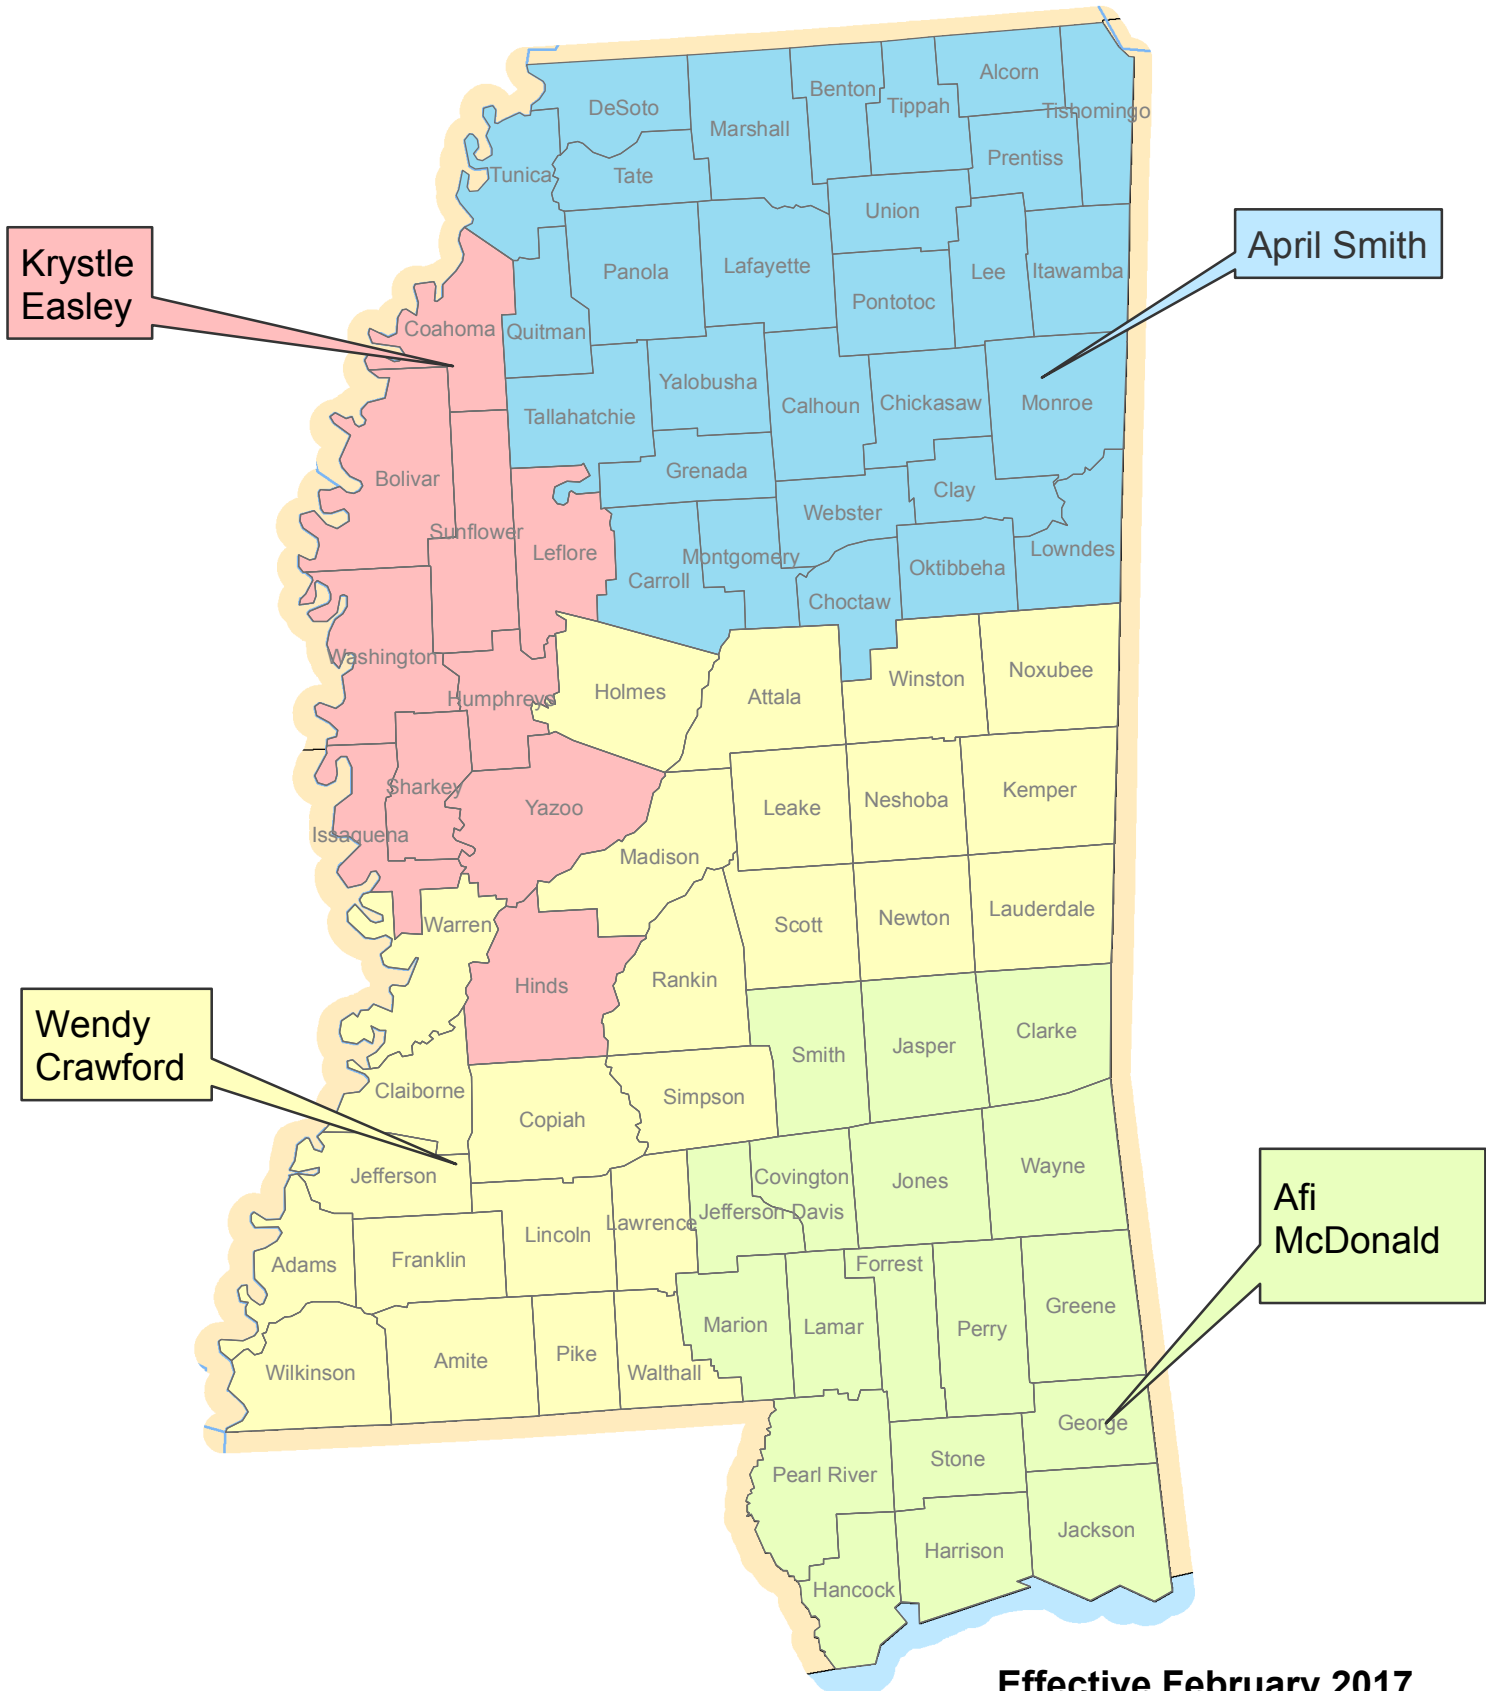 Alcorn
Benton
Tippah
DeSoto
Tishomingo
Marshall
Prentiss
Tunica
Tate
Union
Krystle
Easley
April Smith
Panola
Lafayette
Lee
Itawamba
Pontotoc
Coahoma
Quitman
Yalobusha
Calhoun
Chickasaw
Monroe
Tallahatchie
Bolivar
Grenada
Clay
Webster
Sunflower
Leflore
Montgomery
Lowndes
Carroll
Oktibbeha
Choctaw
Washington
Holmes
Attala
Winston
Noxubee
Humphreys
Sharkey
Yazoo
Leake
Neshoba
Kemper
Issaquena
Madison
Warren
Scott
Newton
Lauderdale
Hinds
Rankin
Wendy
Crawford
Smith
Jasper
Clarke
Claiborne
Copiah
Simpson
Jefferson
Covington
Jones
Wayne
Jefferson Davis
Afi
McDonald
Lawrence
Lincoln
Adams
Franklin
Forrest
Greene
Marion
Lamar
Perry
Wilkinson
Amite
Pike
Walthall
George
Pearl River
Stone
Jackson
Harrison
Hancock
Effective February 2017